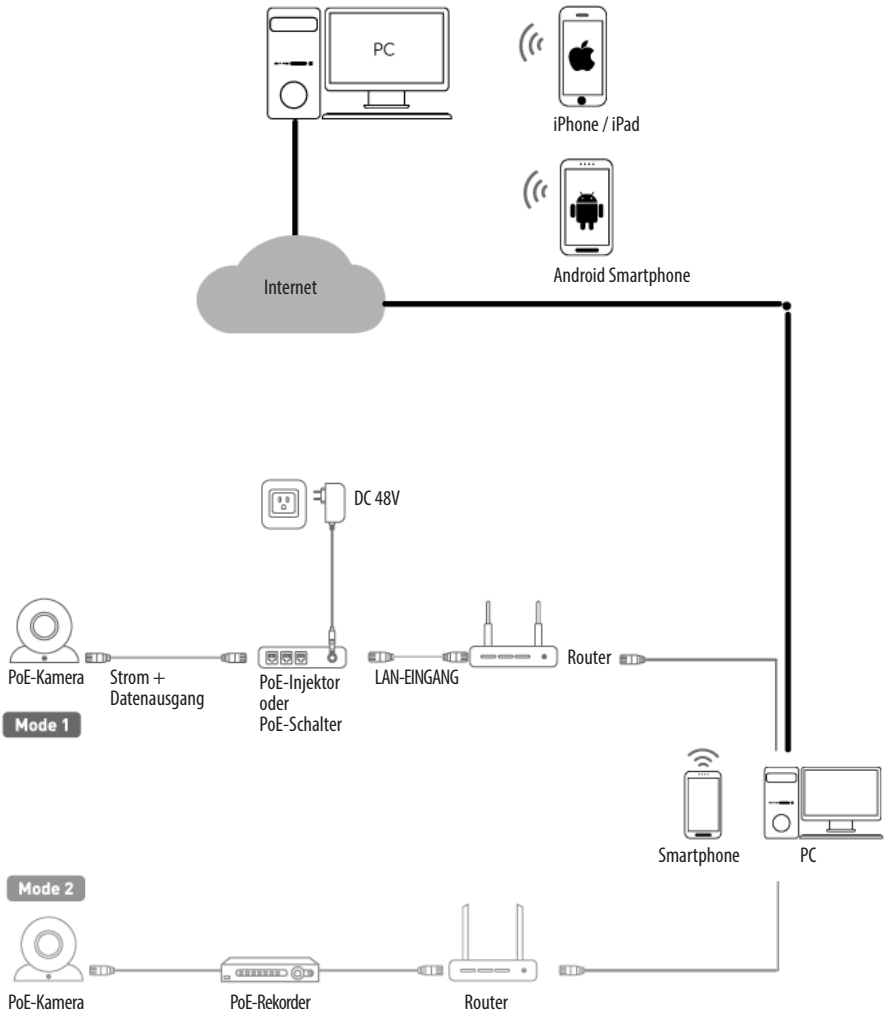 PC
iPhone / iPad
Android Smartphone
Internet
DC 48V
PoE-Kamera
Strom +
Datenausgang
PoE-Injektor
oder
PoE-Schalter
LAN-EINGANG
Router
Mode 1
Smartphone
PC
Mode 2
PoE-Kamera
PoE-Rekorder
Router